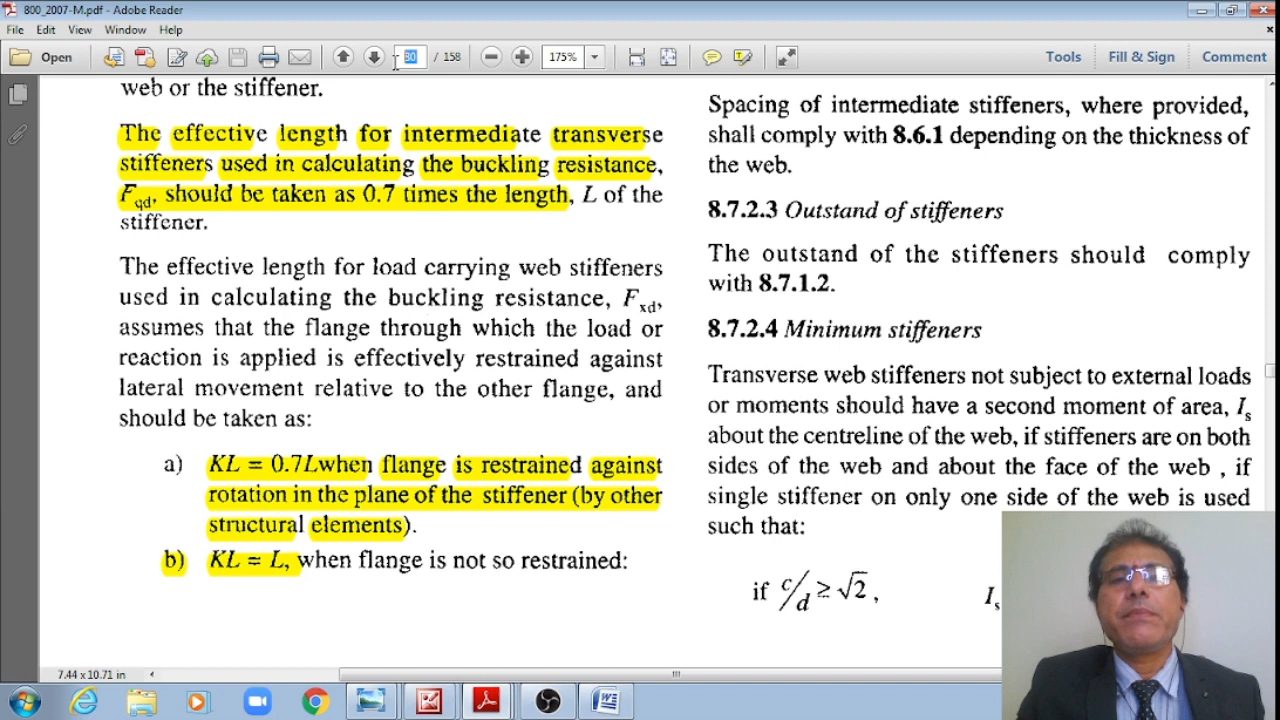 800_2007-M.pdf - Adobe Reader
File Edit View Window Help
Open 80 / 158 175% Tools Fill & Sign Comment
web or the stiffener.
The effective length for intermediate transverse
stiffeners used in calculating the buckling resistance,
Fqd, should be taken as 0.7 times the length, L of the
stiffener.
The effective length for load carrying web stiffeners
used in calculating the buckling resistance, Fxd,
assumes that the flange through which the load or
reaction is applied is effectively restrained against
lateral movement relative to the other flange, and
should be taken as:
a) KL = 0.7Lwhen flange is restrained against
rotation in the plane of the stiffener (by other
structural elements).
b) KL = L, when flange is not so restrained:
Spacing of intermediate stiffeners, where provided,
shall comply with 8.6.1 depending on the thickness of
the web.
8.7.2.3 Outstand of stiffeners
The outstand of the stiffeners should comply
with 8.7.1.2.
8.7.2.4 Minimum stiffeners
Transverse web stiffeners not subject to external loads
or moments should have a second moment of area, Is
about the centreline of the web, if stiffeners are on both
sides of the web and about the face of the web , if
single stiffener on only one side of the web is used
such that:
if c/d ≥ √2, Is
7.44 x 10.71 in